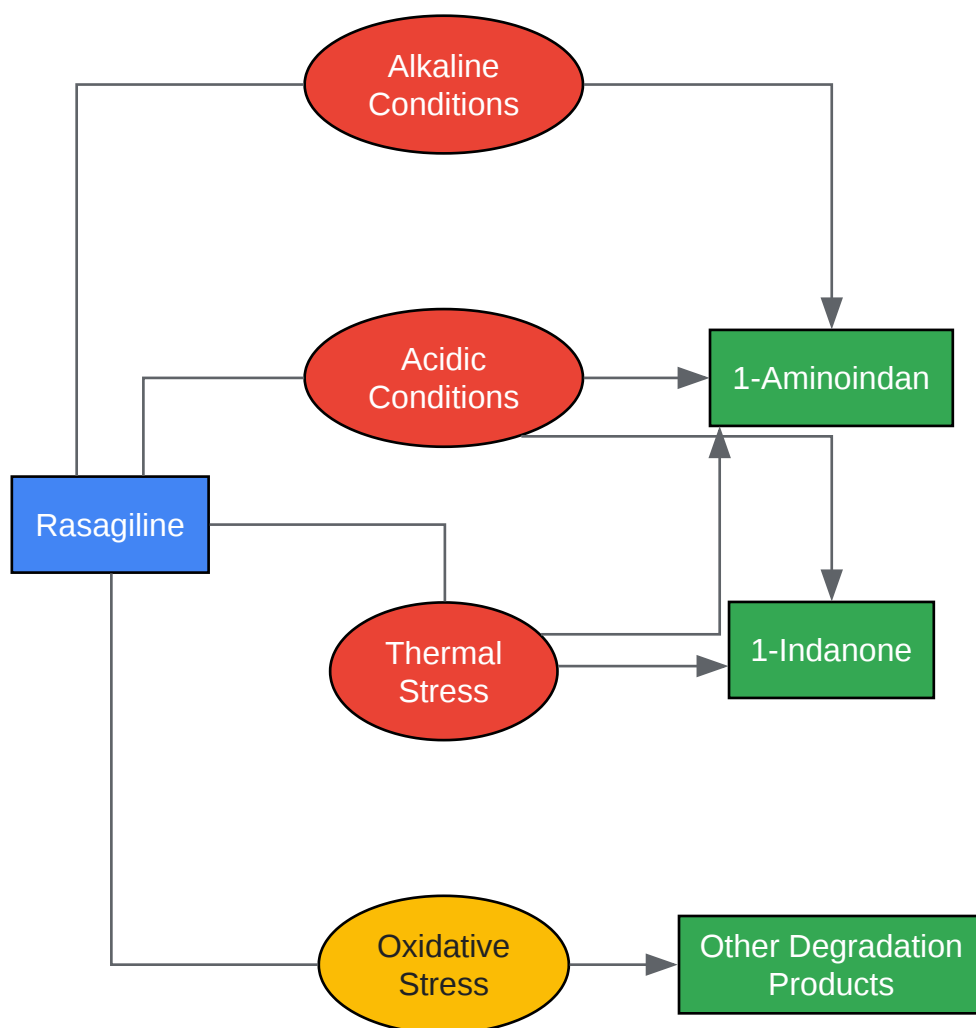 Alkaline
Conditions
Acidic
Conditions
1-Aminoindan
Rasagiline
Thermal
Stress
1-Indanone
Oxidative
Stress
Other Degradation
Products